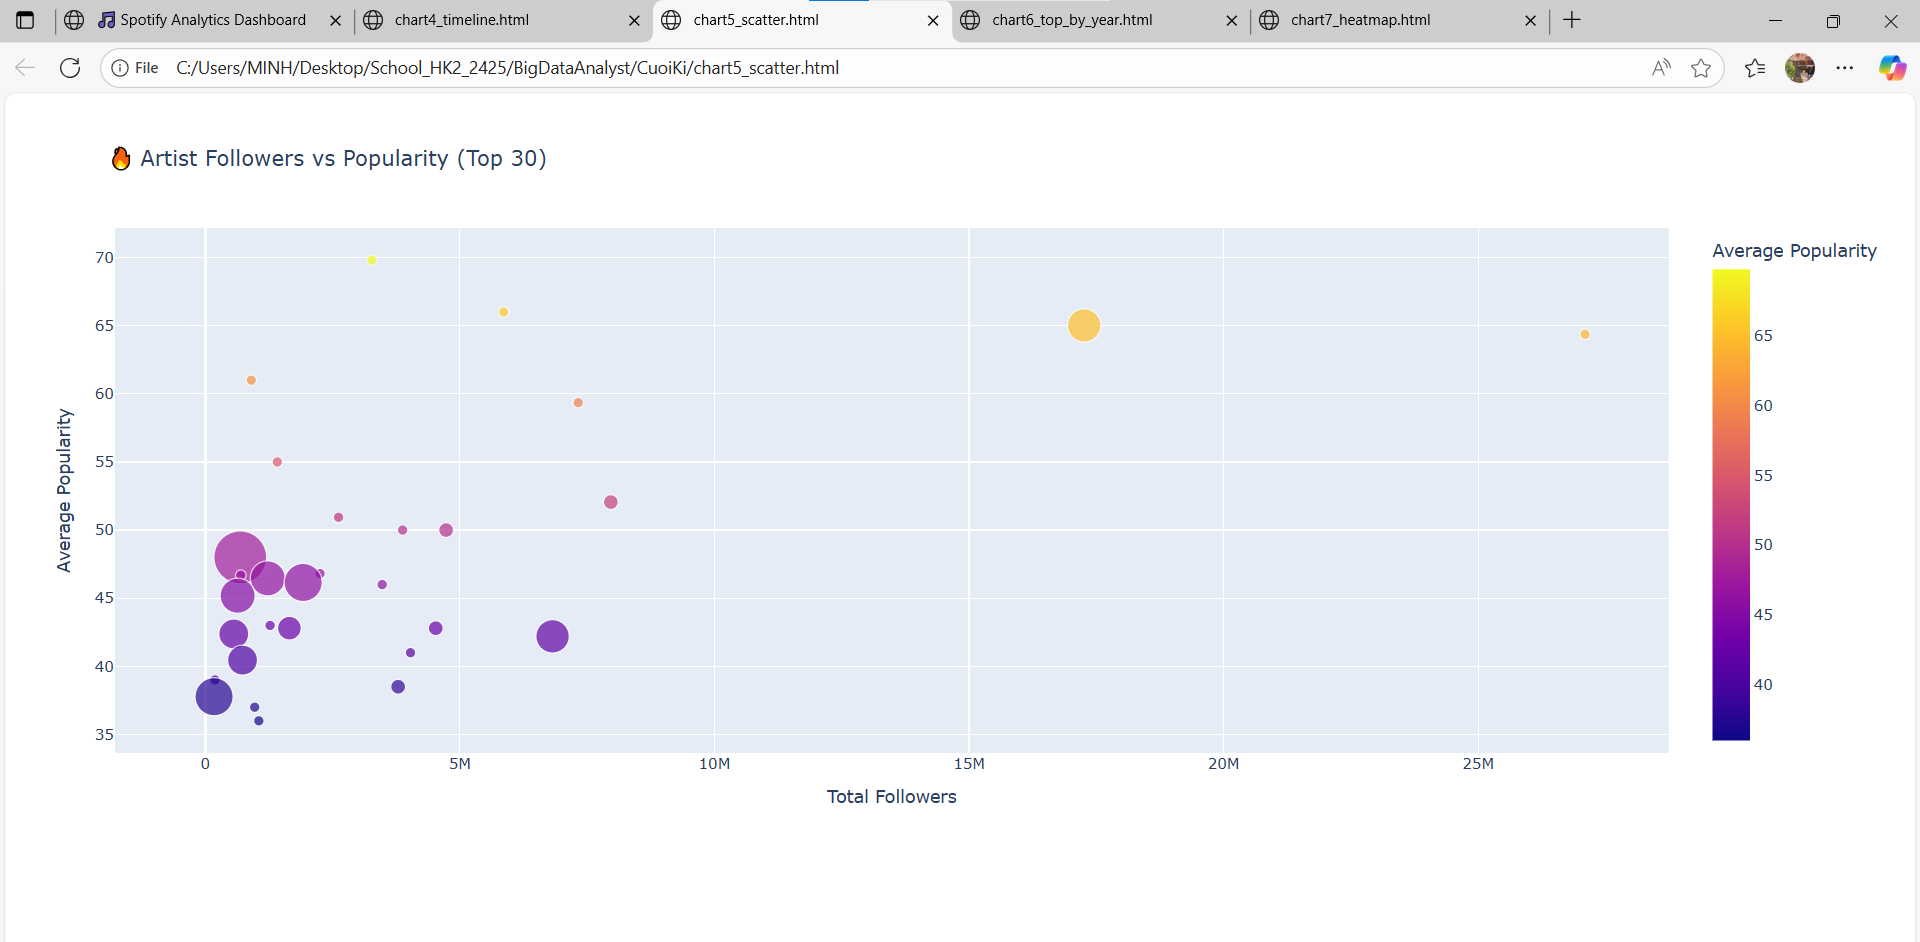 🎵 Spotify Analytics Dashboard
chart4_timeline.html
chart5_scatter.html
chart6_top_by_year.html
chart7_heatmap.html
File
C:/Users/MINH/Desktop/School_HK2_2425/BigDataAnalyst/CuoiKi/chart5_scatter.html
🔥 Artist Followers vs Popularity (Top 30)
Average Popularity
70
65
60
55
50
45
40
35
0
5M
10M
15M
20M
25M
Total Followers
Average Popularity
65
60
55
50
45
40